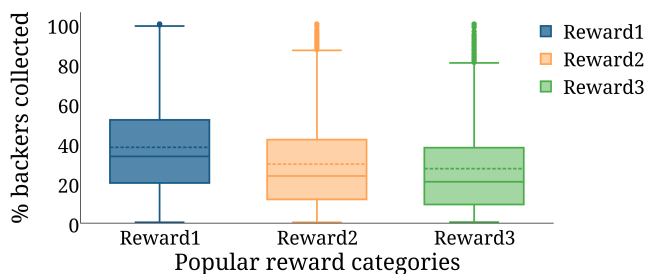 % backers collected
100
80
60
40
20
0
Reward1
Reward2
Reward3
Popular reward categories
Reward1
Reward2
Reward3